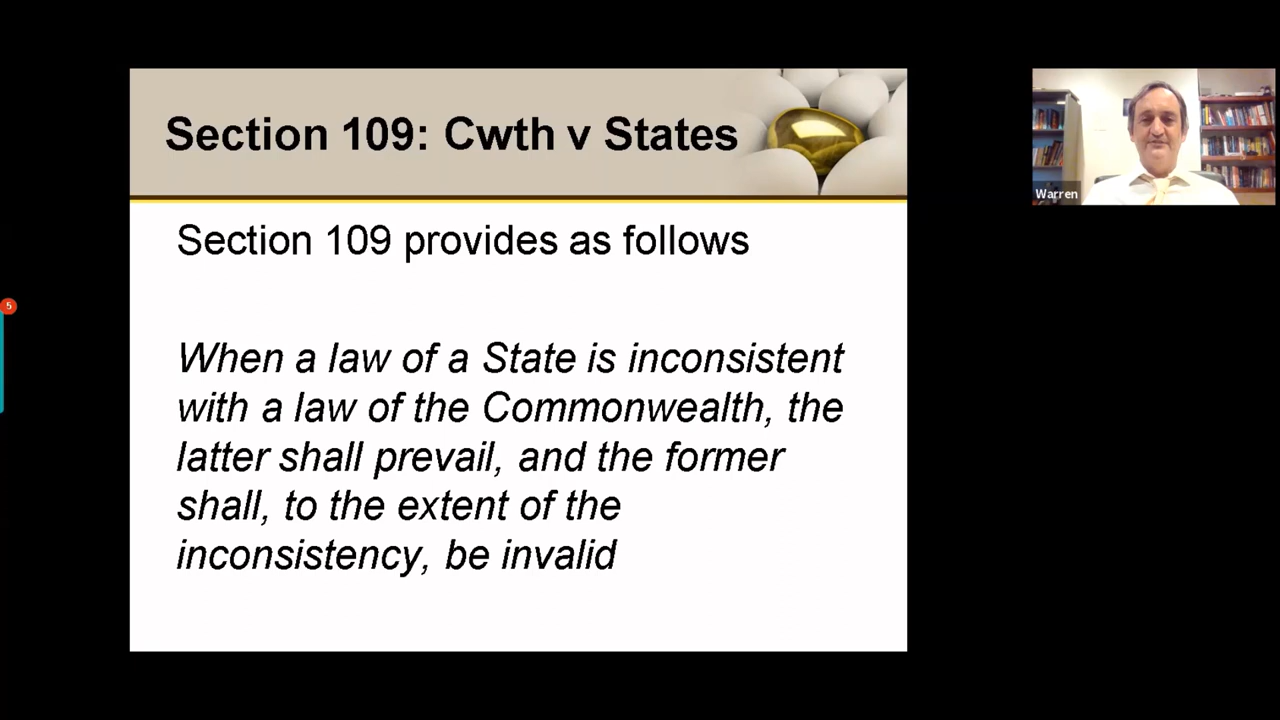 Section 109: Cwth v States
Section 109 provides as follows
When a law of a State is inconsistent
with a law of the Commonwealth, the
latter shall prevail, and the former
shall, to the extent of the
inconsistency, be invalid
Warren
5